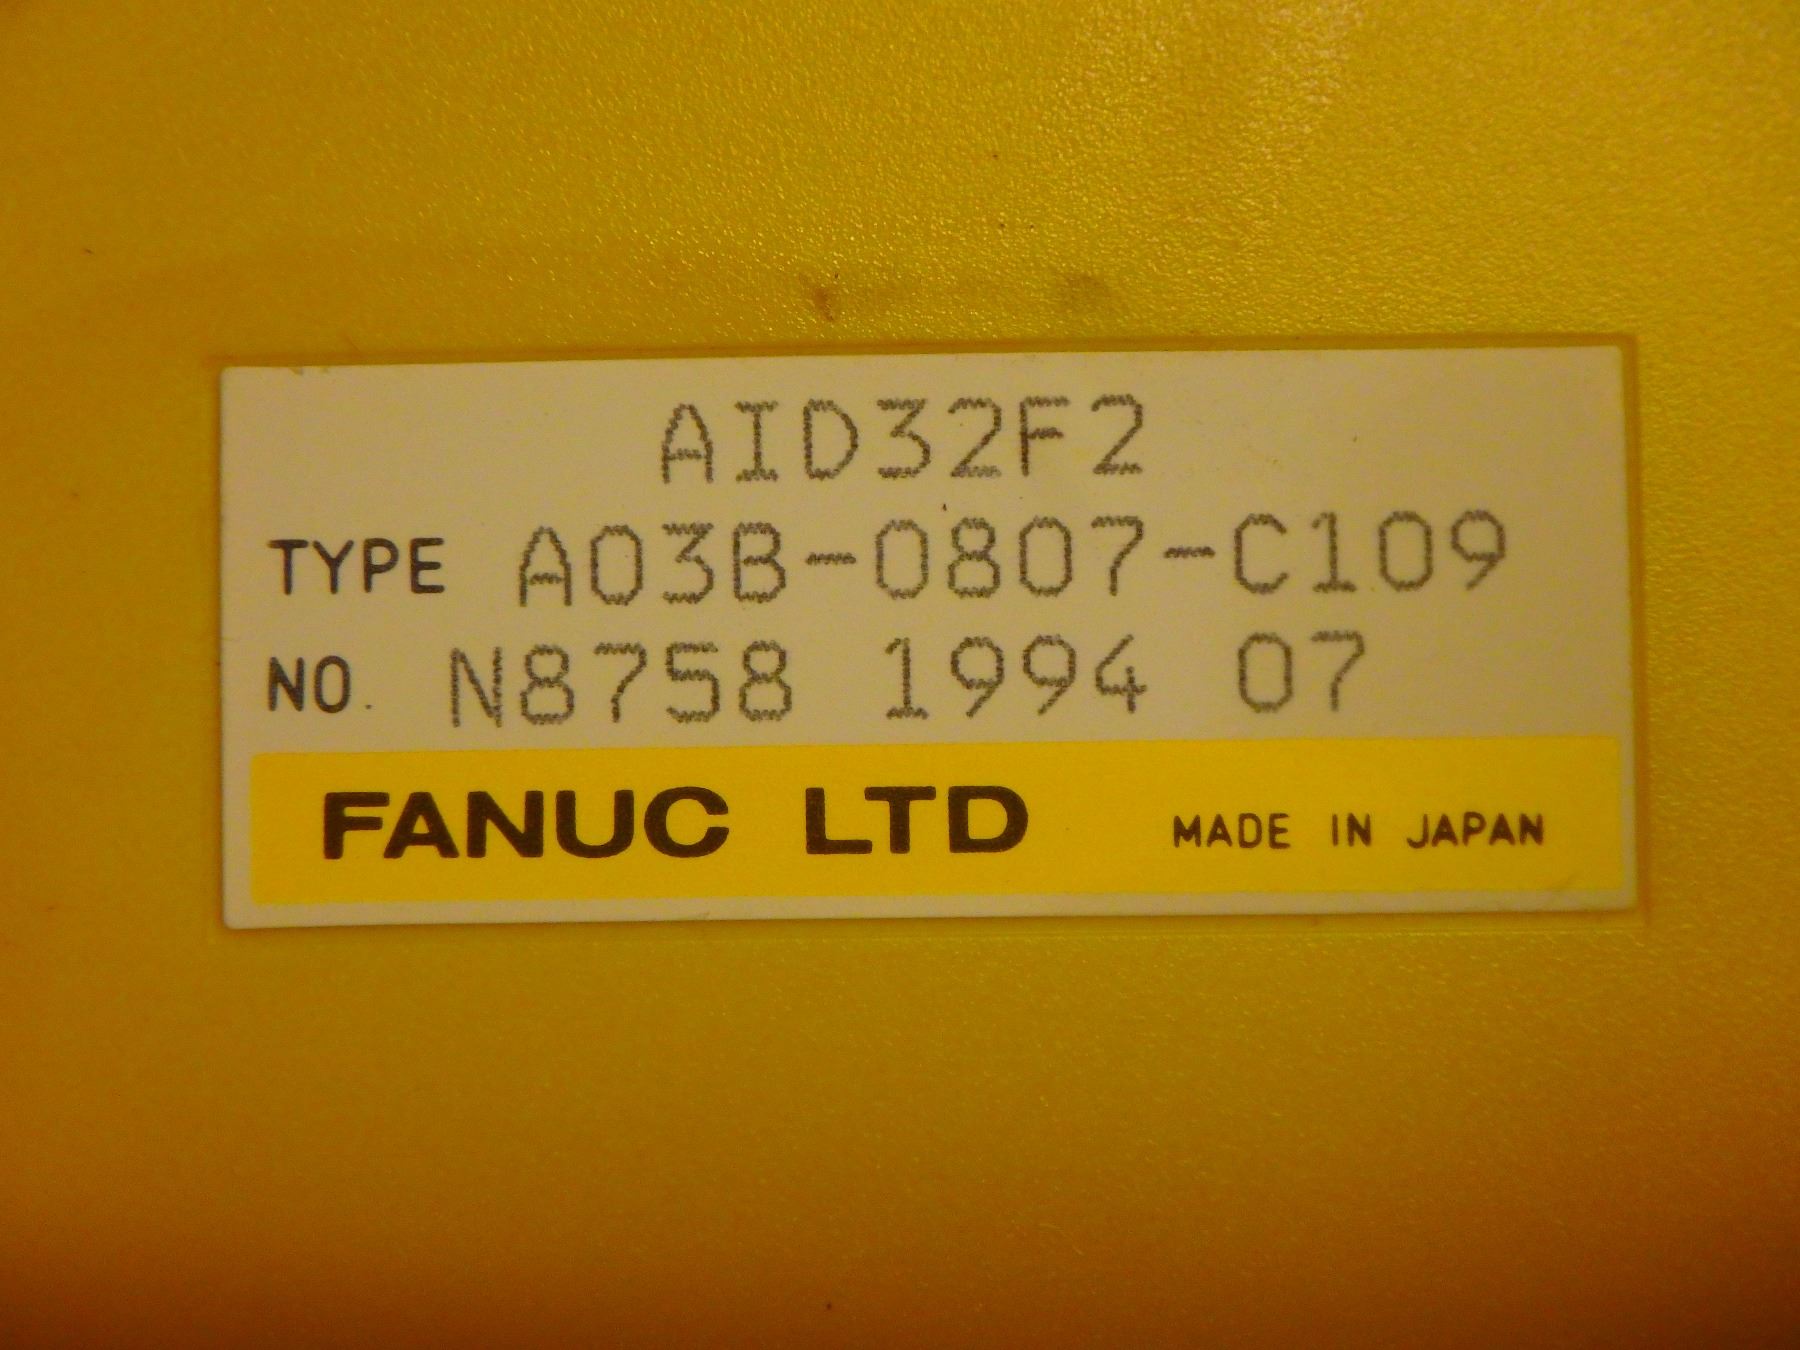 AID32F2
TYPE A03B-0807-C109
NO. N8758 1994 07
FANUC LTD MADE IN JAPAN